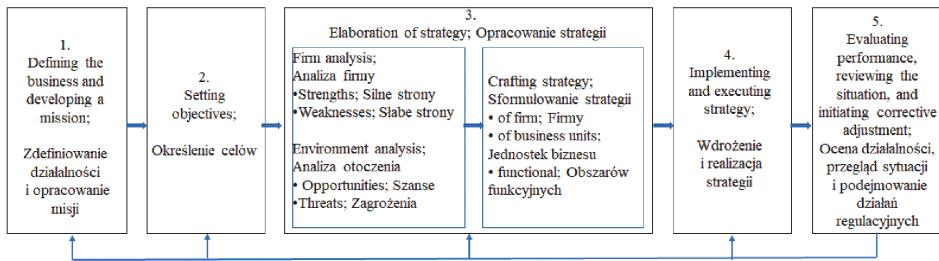 1.
Defining the
business and
developing a
mission;
Zdefiniowanie
działalności
i opracowanie
misji
2.
Setting
objectives;
Określenie celów
3.
Elaboration of strategy; Opracowanie strategii
Firm analysis;
Analiza firmy
•Strengths; Silne strony
•Weaknesses; Słabe strony
Environment analysis;
Analiza otoczenia
• Opportunities; Szanse
•Threats; Zagrożenia
Crafting strategy;
Sformułowanie strategii
• of firm; Firmy
• of business units;
Jednostek biznesu
• functional; Obszarów
funkcyjnych
4.
Implementing
and executing
strategy;
Wdrożenie
i realizacja
strategii
5.
Evaluating
performance,
reviewing the
situation, and
initiating corrective
adjustment;
Ocena działalności,
przegląd sytuacji
i podejmowanie
działań
regulacyjnych